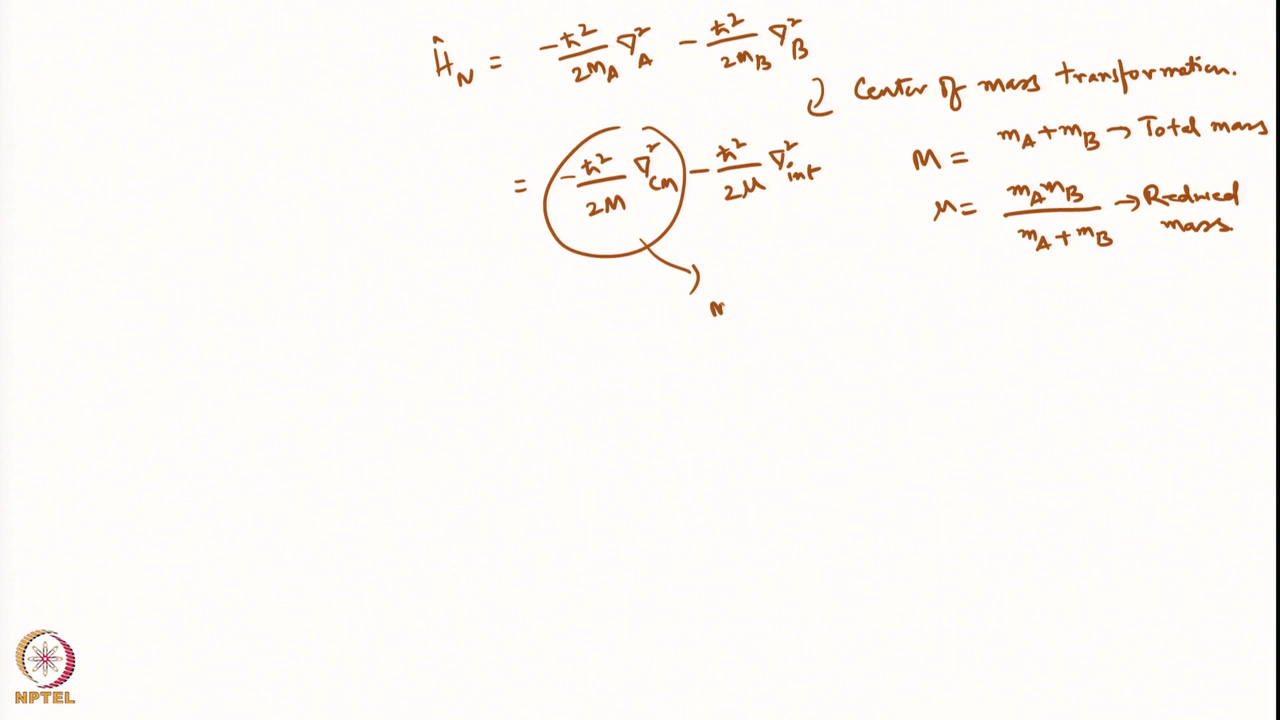 Ĥ_N = -ħ²/2m_A ∇²_A - ħ²/2m_B ∇²_B
Center of mass transformation.
= -ħ²/2M ∇²_cm - ħ²/2μ ∇²_int
M = m_A + m_B → Total mass
μ = m_A m_B / m_A + m_B → Reduced mass.
N
NPTEL